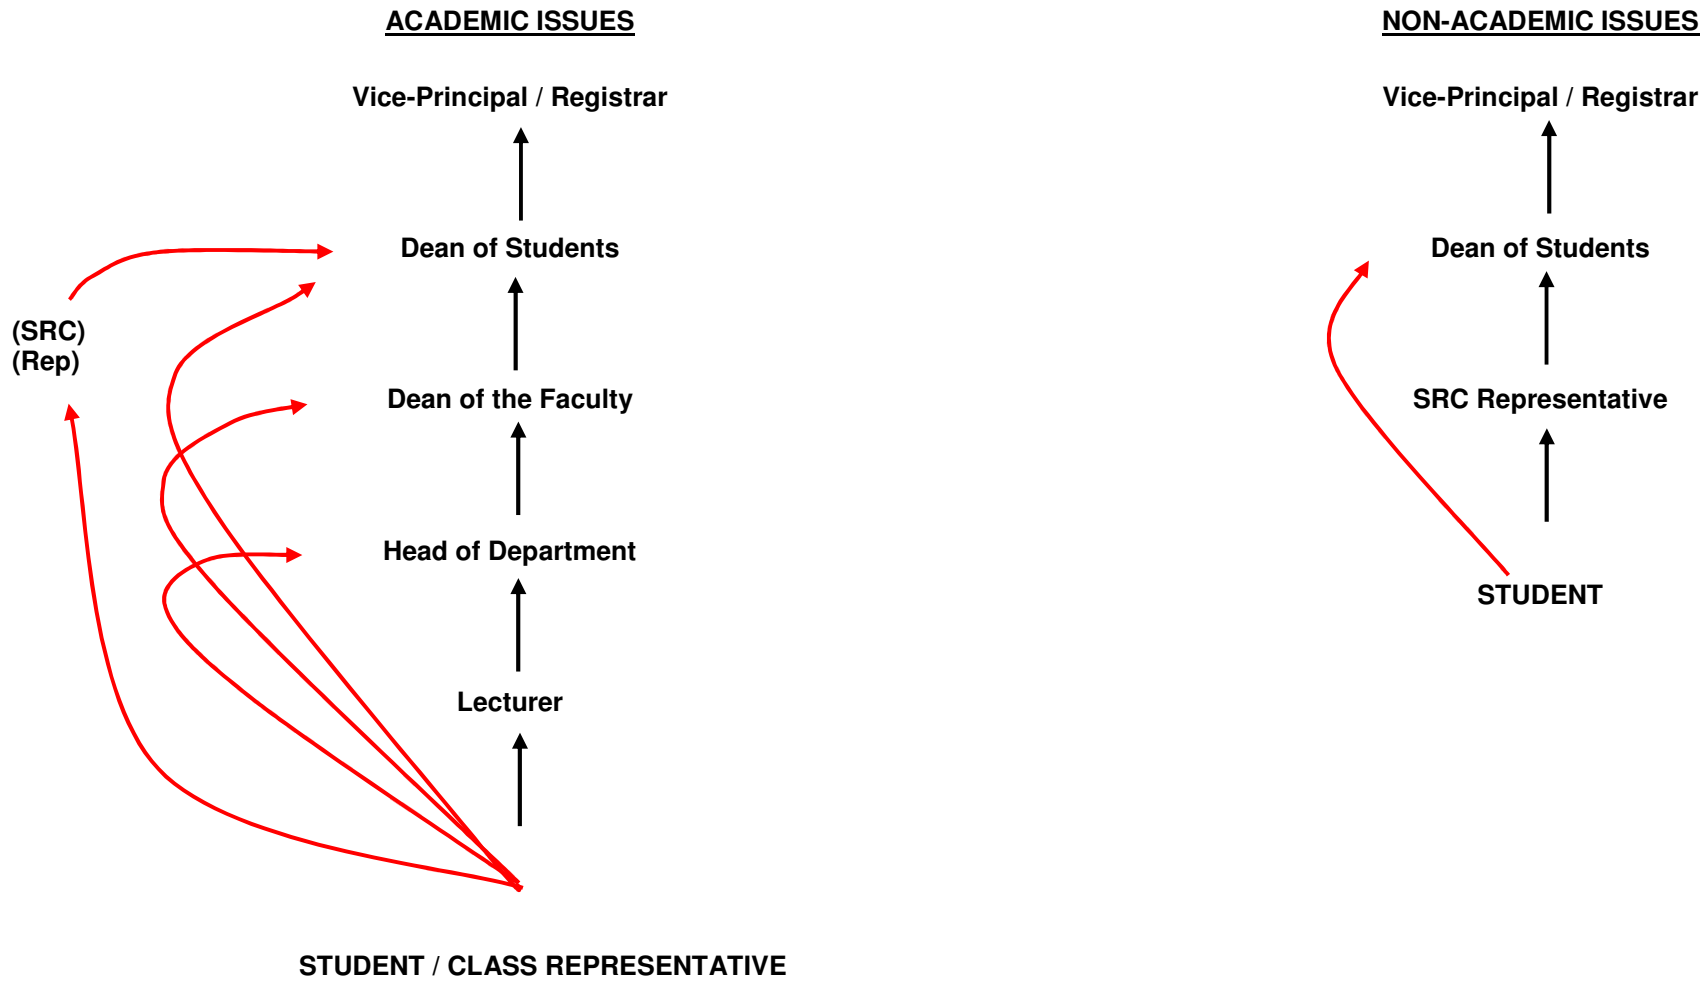 ACADEMIC ISSUES
Vice-Principal / Registrar
Dean of Students
(SRC)
(Rep)
Dean of the Faculty
Head of Department
Lecturer
STUDENT / CLASS REPRESENTATIVE
NON-ACADEMIC ISSUES
Vice-Principal / Registrar
Dean of Students
SRC Representative
STUDENT